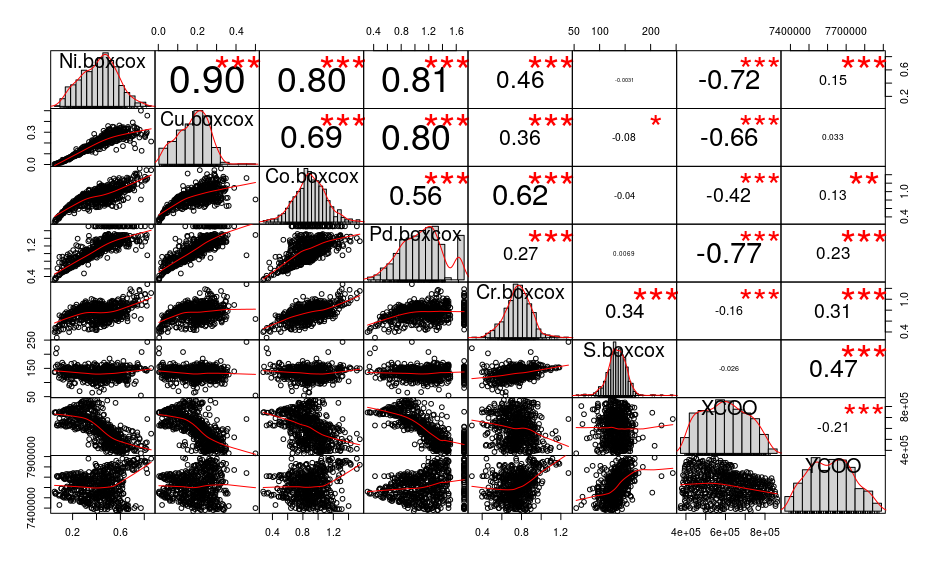 0.0 0.2 0.4 0.4 0.8 1.2 1.6 50 100 200 7400000 7700000
Ni.boxcox 0.90 *** 0.80 *** 0.81 *** 0.46 *** -0.0031 -0.72 *** 0.15 *** 0.2 0.6
0.0 0.3 Cu.boxcox 0.69 *** 0.80 *** 0.36 *** -0.08 * -0.66 *** 0.033
Co.boxcox 0.56 *** 0.62 *** -0.04 -0.42 *** 0.13 ** 0.4 1.0
0.4 1.2 Pd.boxcox 0.27 *** 0.0069 -0.77 *** 0.23 ***
Cr.boxcox 0.34 *** -0.16 *** 0.31 *** 0.4 1.0
50 150 250 S.boxcox -0.026 0.47 ***
XCOO -0.21 *** 4e+05 8e+05
7400000 7900000 YCOO
0.2 0.6 0.4 0.8 1.2 0.4 0.8 1.2 4e+05 6e+05 8e+05